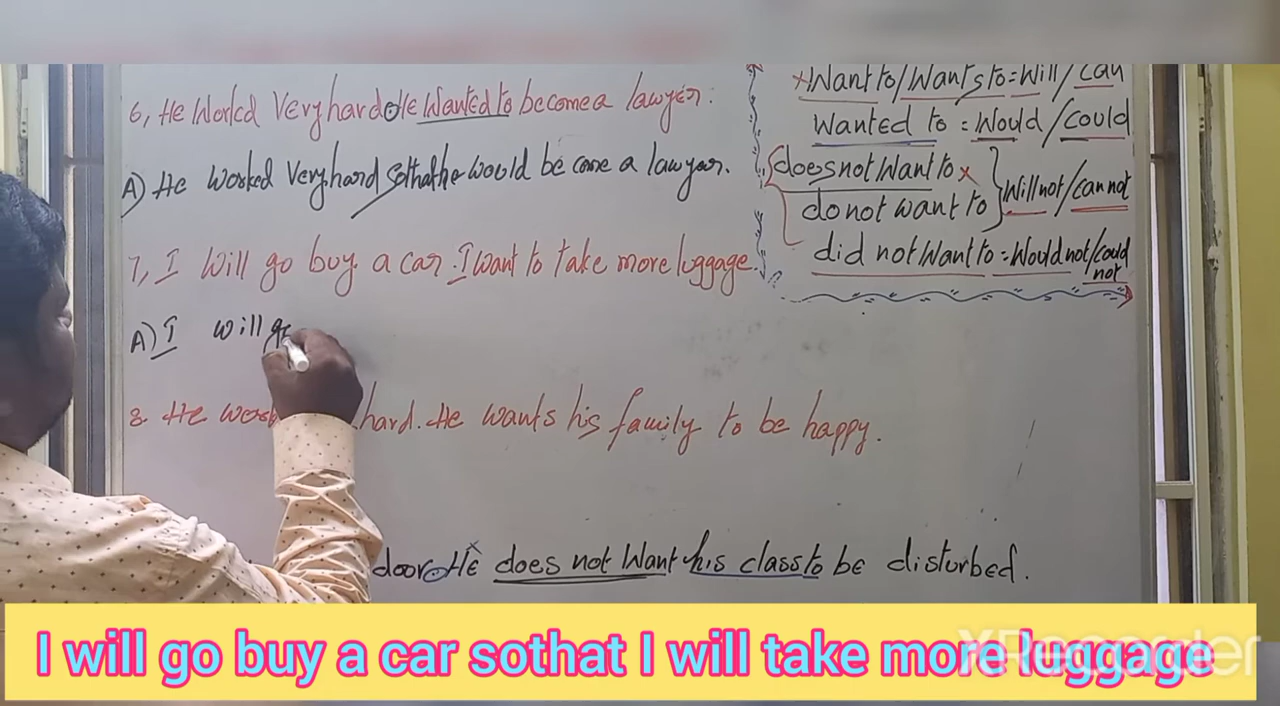 6, He Worked Very hard. He Wanted to become a lawyer.
A) He worked Very hard so that he would be come a lawyer.
7, I Will go buy a car. I want to take more luggage.
A) I will go
8. He hard. He wants his family to be happy.
door. He does not want his class to be disturbed.
x Want to/Wants to = Will/can
wanted to = Would/could
does not want to x
do not want to
Will not/can not
did not Want to = Would not/could
not
I will go buy a car sothat I will take more luggage
XRecorder